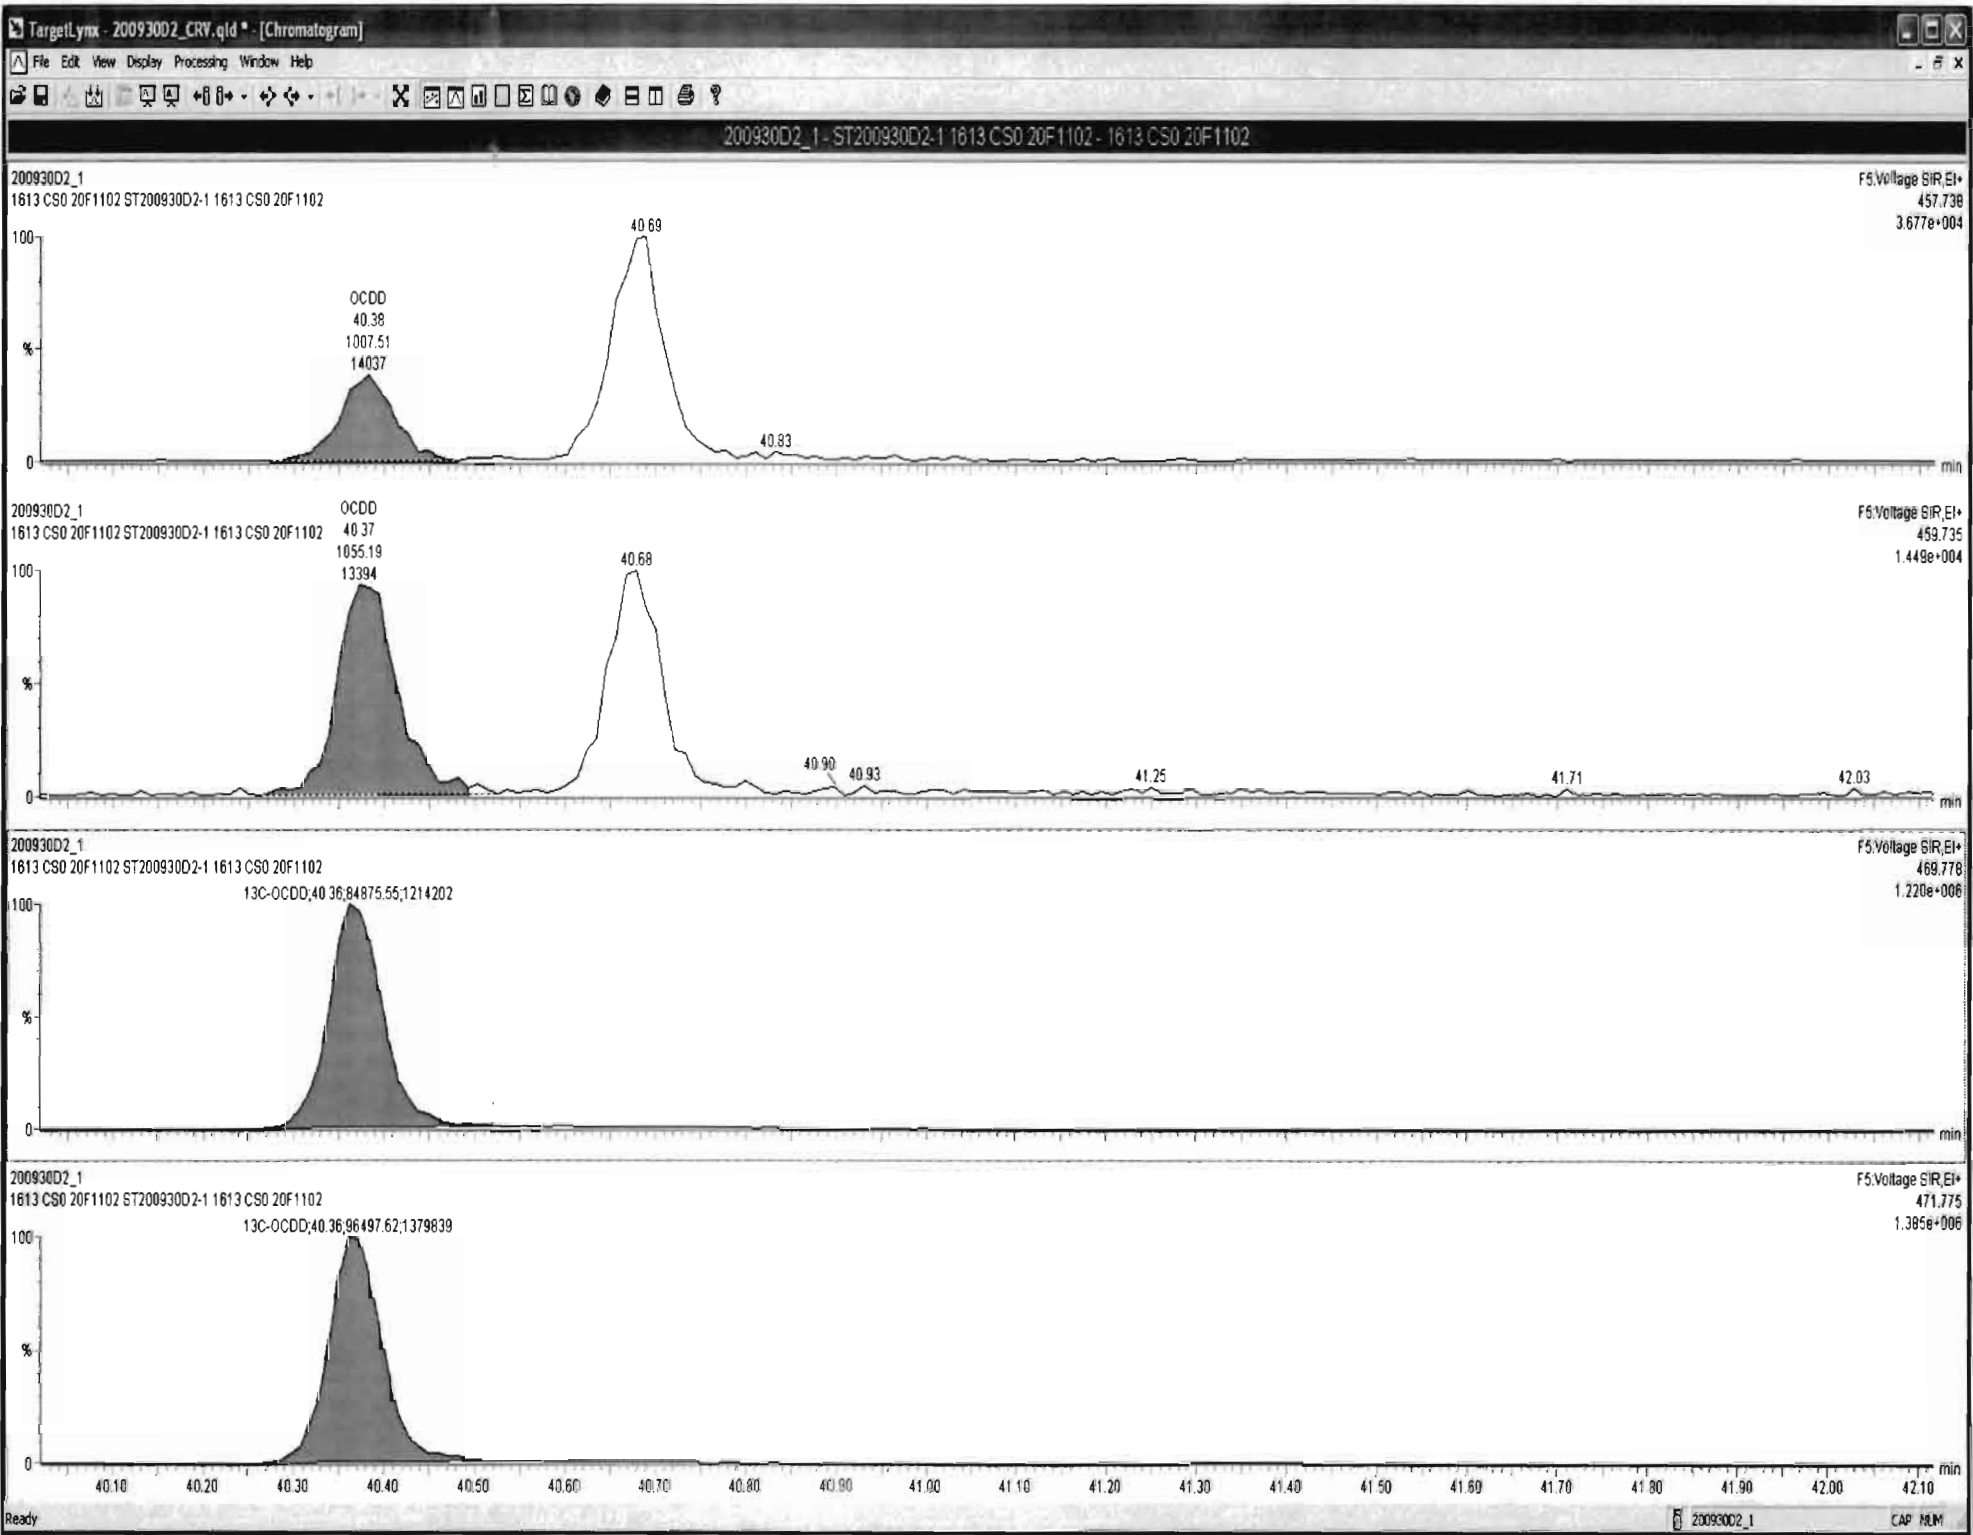 TargetLynx - 200930D2_CRV.qld * - [Chromatogram]
File Edit View Display Processing Window Help
200930D2_1 - ST200930D2-1 1613 CS0 20F1102 - 1613 CS0 20F1102
200930D2_1
1613 CS0 20F1102 ST200930D2-1 1613 CS0 20F1102
F5:Voltage SIR,EI+
457.738
3.677e+004
100
%
0
OCDD
40.38
1007.51
14037
40.69
40.83
min
200930D2_1
1613 CS0 20F1102 ST200930D2-1 1613 CS0 20F1102
F5:Voltage SIR,EI+
459.735
1.449e+004
100
%
0
OCDD
40.37
1055.19
13394
40.68
40.90
40.93
41.25
41.71
42.03
min
200930D2_1
1613 CS0 20F1102 ST200930D2-1 1613 CS0 20F1102
F5:Voltage SIR,EI+
469.778
1.220e+006
13C-OCDD;40.36;84875.55;1214202
100
%
0
min
200930D2_1
1613 CS0 20F1102 ST200930D2-1 1613 CS0 20F1102
F5:Voltage SIR,EI+
471.775
1.385e+006
13C-OCDD;40.36;96497.62;1379839
100
%
0
min
40.10 40.20 40.30 40.40 40.50 40.60 40.70 40.80 40.90 41.00 41.10 41.20 41.30 41.40 41.50 41.60 41.70 41.80 41.90 42.00 42.10
Ready
200930D2_1
CAP NUM